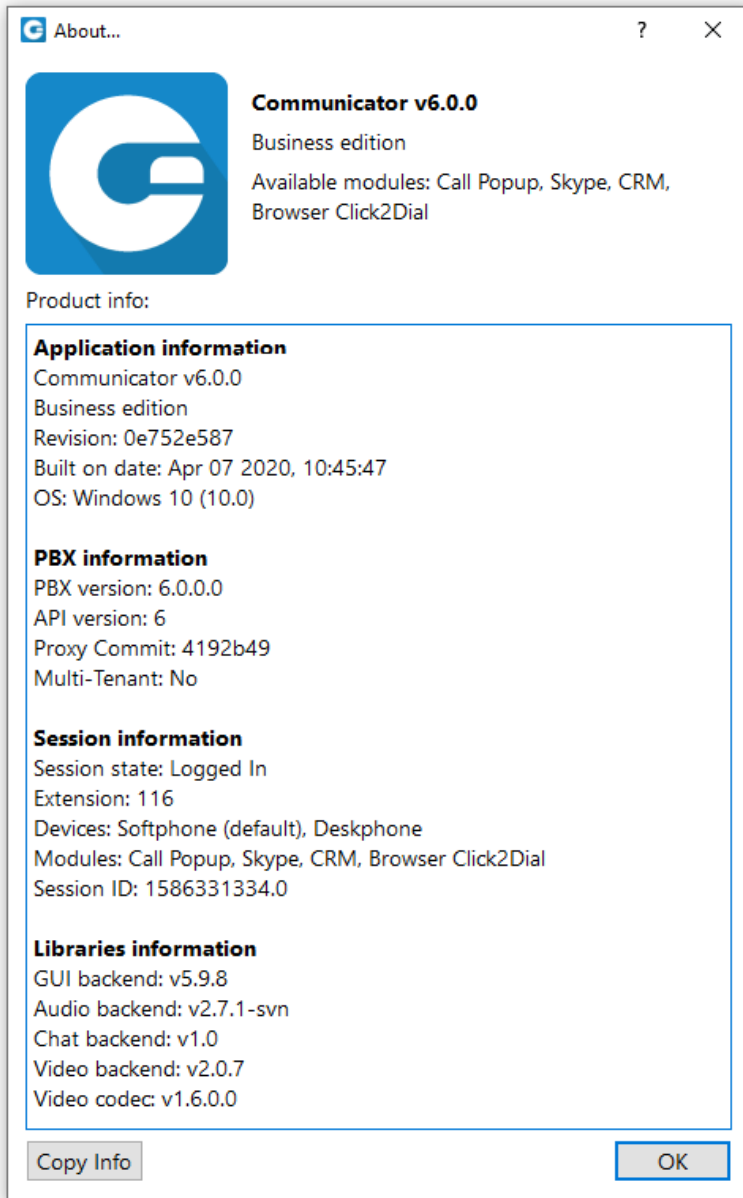 About...
?
Communicator v6.0.0
Business edition
Available modules: Call Popup, Skype, CRM,
Browser Click2Dial
Product info:
Application information
Communicator v6.0.0
Business edition
Revision: 0e752e587
Built on date: Apr 07 2020, 10:45:47
OS: Windows 10 (10.0)
PBX information
PBX version: 6.0.0.0
API version: 6
Proxy Commit: 4192b49
Multi-Tenant: No
Session information
Session state: Logged In
Extension: 116
Devices: Softphone (default), Deskphone
Modules: Call Popup, Skype, CRM, Browser Click2Dial
Session ID: 1586331334.0
Libraries information
GUI backend: v5.9.8
Audio backend: v2.7.1-svn
Chat backend: v1.0
Video backend: v2.0.7
Video codec: v1.6.0.0
Copy Info
OK